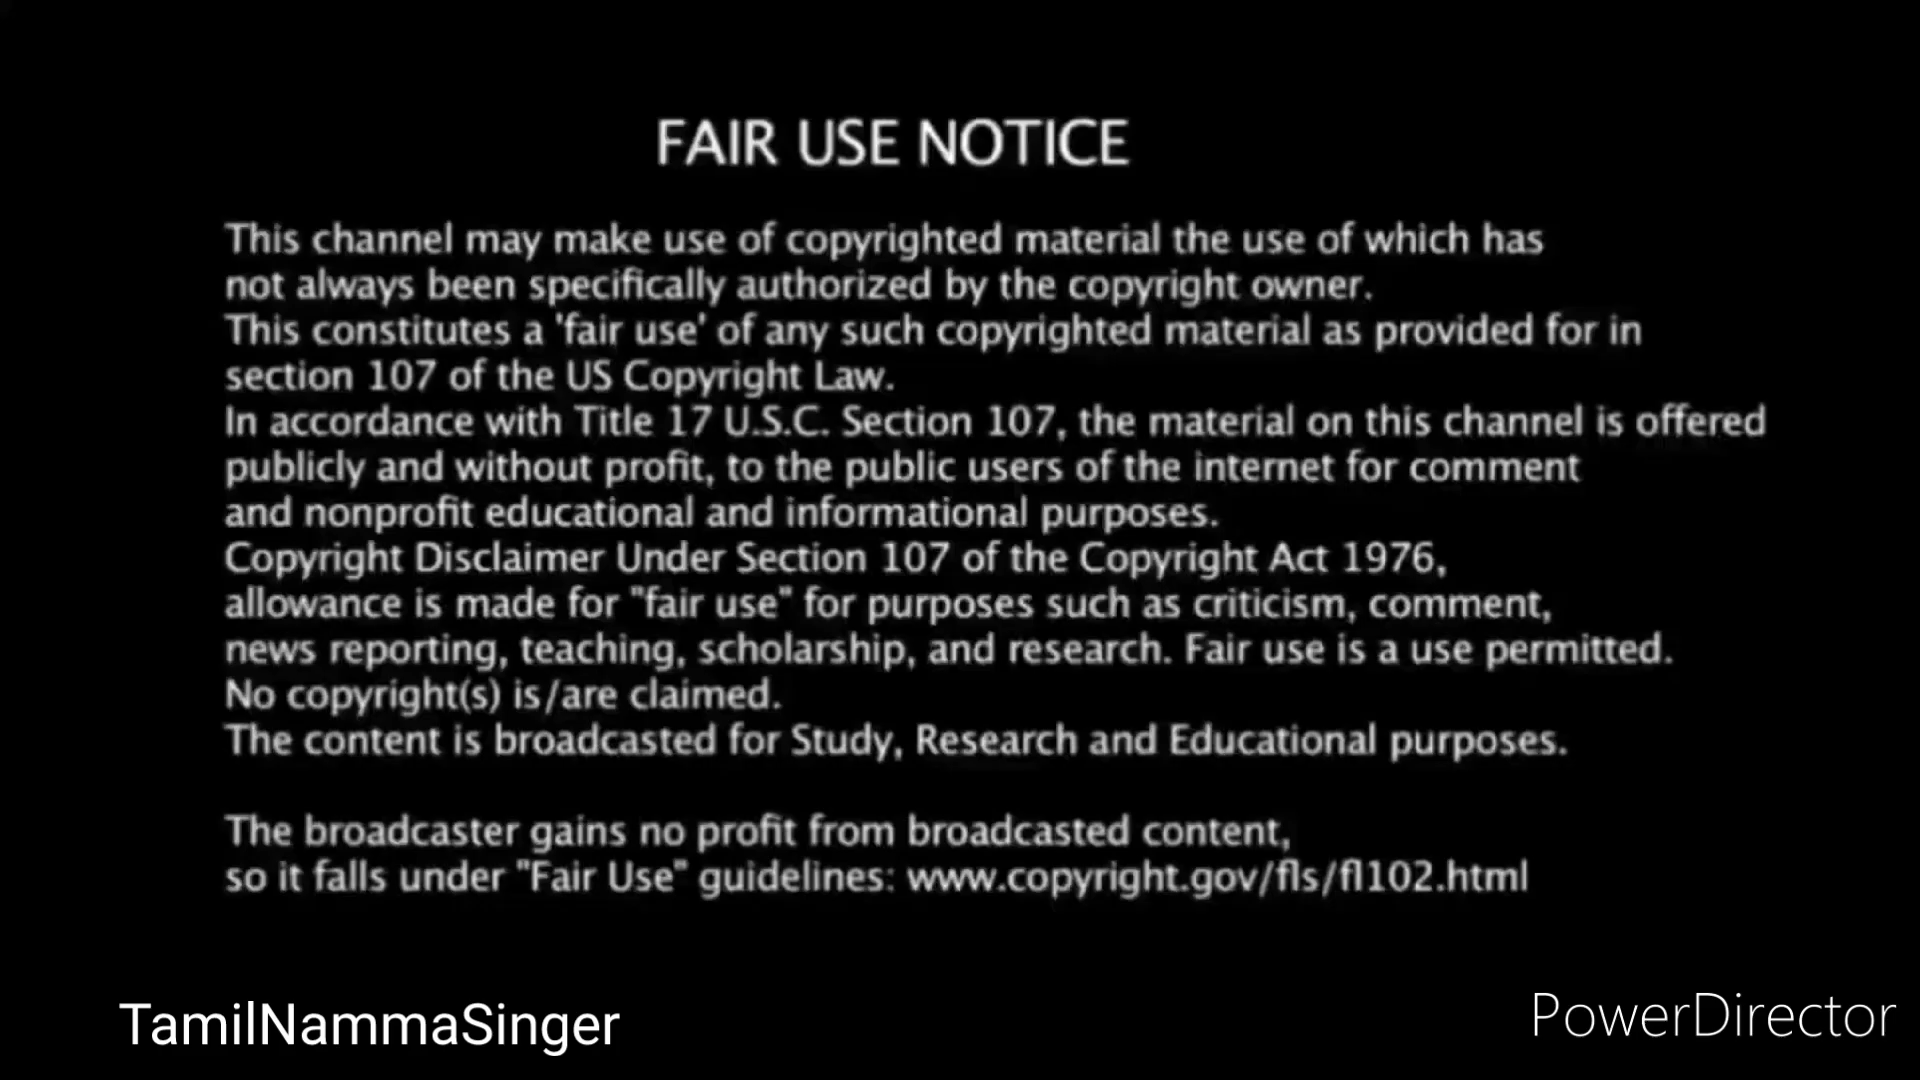 FAIR USE NOTICE
This channel may make use of copyrighted material the use of which has
not always been specifically authorized by the copyright owner.
This constitutes a 'fair use' of any such copyrighted material as provided for in
section 107 of the US Copyright Law.
In accordance with Title 17 U.S.C. Section 107, the material on this channel is offered
publicly and without profit, to the public users of the internet for comment
and nonprofit educational and informational purposes.
Copyright Disclaimer Under Section 107 of the Copyright Act 1976,
allowance is made for "fair use" for purposes such as criticism, comment,
news reporting, teaching, scholarship, and research. Fair use is a use permitted.
No copyright(s) is/are claimed.
The content is broadcasted for Study, Research and Educational purposes.
The broadcaster gains no profit from broadcasted content,
so it falls under "Fair Use" guidelines: www.copyright.gov/fls/fl102.html
TamilNammaSinger
PowerDirector